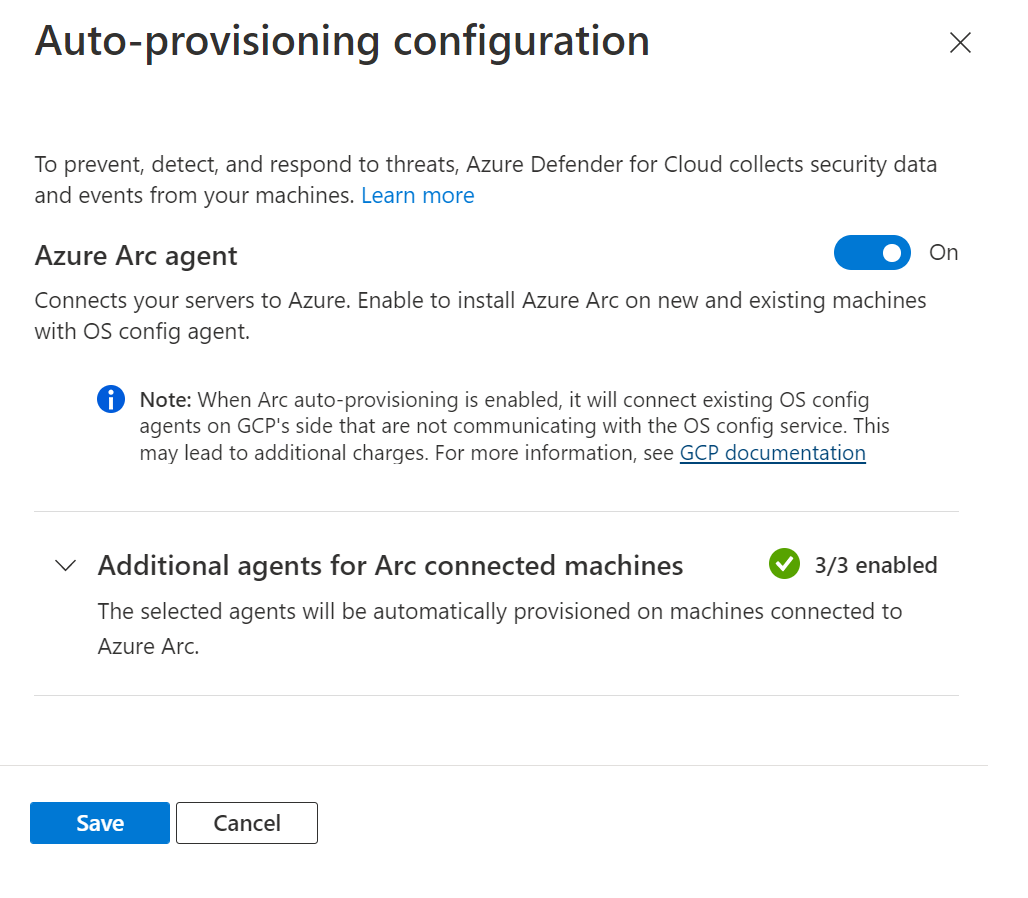 Auto-provisioning configuration
To prevent, detect, and respond to threats, Azure Defender for Cloud collects security data
and events from your machines. Learn more
Azure Arc agent
On
Connects your servers to Azure. Enable to install Azure Arc on new and existing machines
with OS config agent.
Note: When Arc auto-provisioning is enabled, it will connect existing OS config
agents on GCP's side that are not communicating with the OS config service. This
may lead to additional charges. For more information, see GCP documentation
Additional agents for Arc connected machines
3/3 enabled
The selected agents will be automatically provisioned on machines connected to
Azure Arc.
Save
Cancel